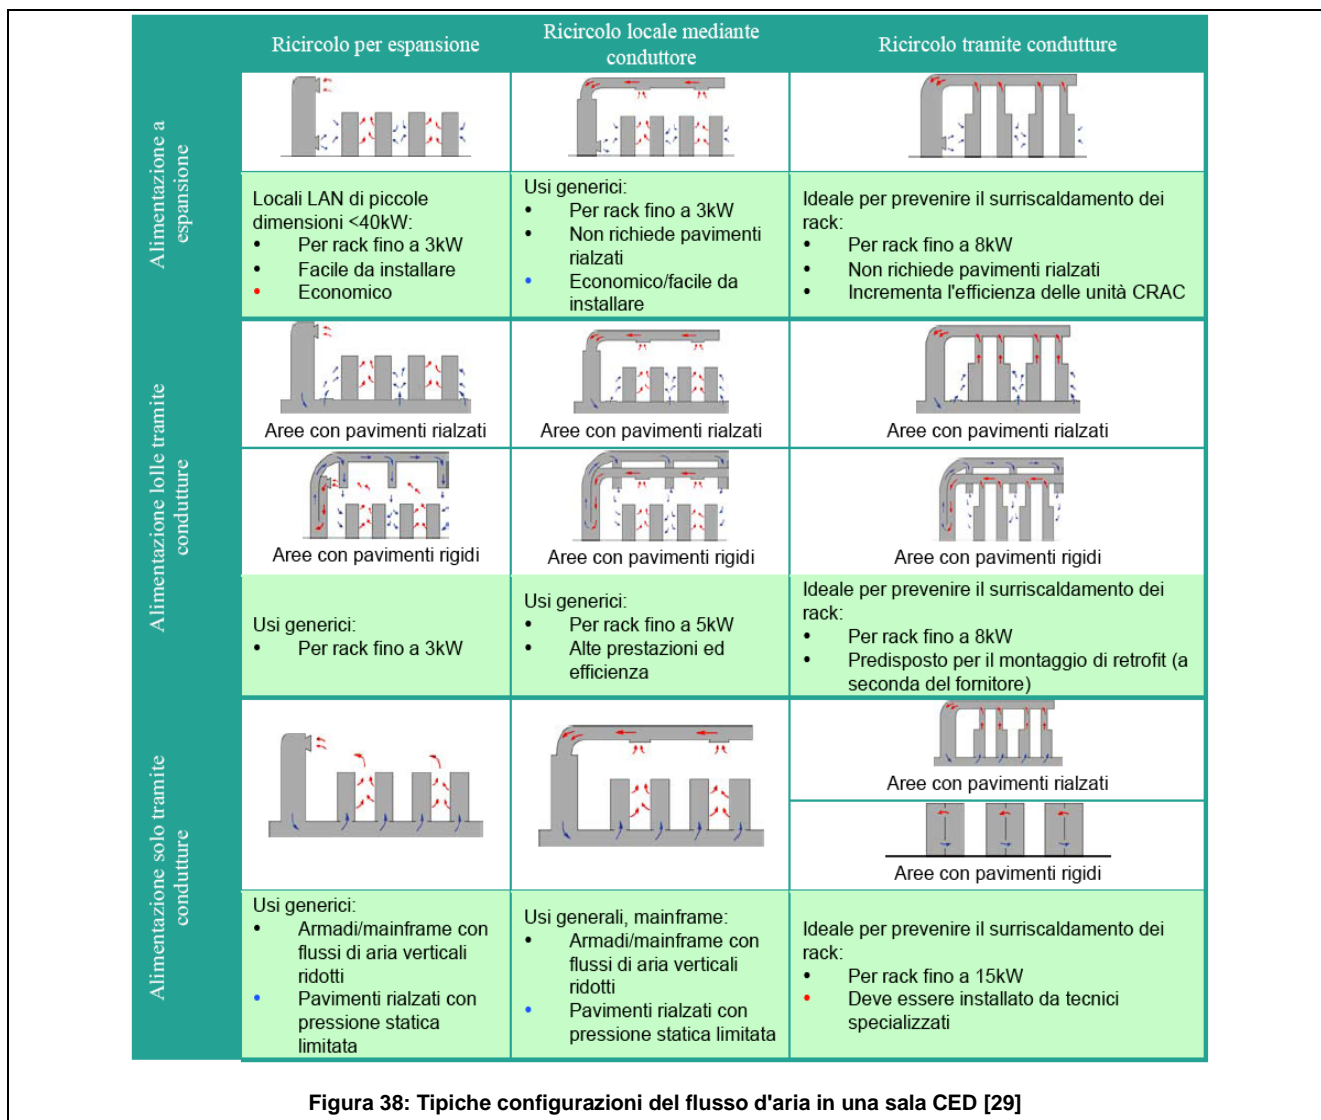 Ricircolo per espansione
Ricircolo locale mediante
conduttore
Ricircolo tramite condutture
Alimentazione a
espansione
Locali LAN di piccole
dimensioni <40kW:
• Per rack fino a 3kW
• Facile da installare
• Economico
Usi generici:
• Per rack fino a 3kW
• Non richiede pavimenti
rialzati
• Economico/facile da
installare
Ideale per prevenire il surriscaldamento dei
rack:
• Per rack fino a 8kW
• Non richiede pavimenti rialzati
• Incrementa l'efficienza delle unità CRAC
Alimentazione lolle tramite
condutture
Aree con pavimenti rialzati
Aree con pavimenti rialzati
Aree con pavimenti rialzati
Aree con pavimenti rigidi
Aree con pavimenti rigidi
Aree con pavimenti rigidi
Usi generici:
• Per rack fino a 3kW
Usi generici:
• Per rack fino a 5kW
• Alte prestazioni ed
efficienza
Ideale per prevenire il surriscaldamento dei
rack:
• Per rack fino a 8kW
• Predisposto per il montaggio di retrofit (a
seconda del fornitore)
Alimentazione solo tramite
condutture
Aree con pavimenti rialzati
Aree con pavimenti rigidi
Usi generici:
• Armadi/mainframe con
flussi di aria verticali
ridotti
• Pavimenti rialzati con
pressione statica
limitata
Usi generali, mainframe:
• Armadi/mainframe con
flussi di aria verticali
ridotti
• Pavimenti rialzati con
pressione statica limitata
Ideale per prevenire il surriscaldamento dei
rack:
• Per rack fino a 15kW
• Deve essere installato da tecnici
specializzati
Figura 38: Tipiche configurazioni del flusso d'aria in una sala CED [29]